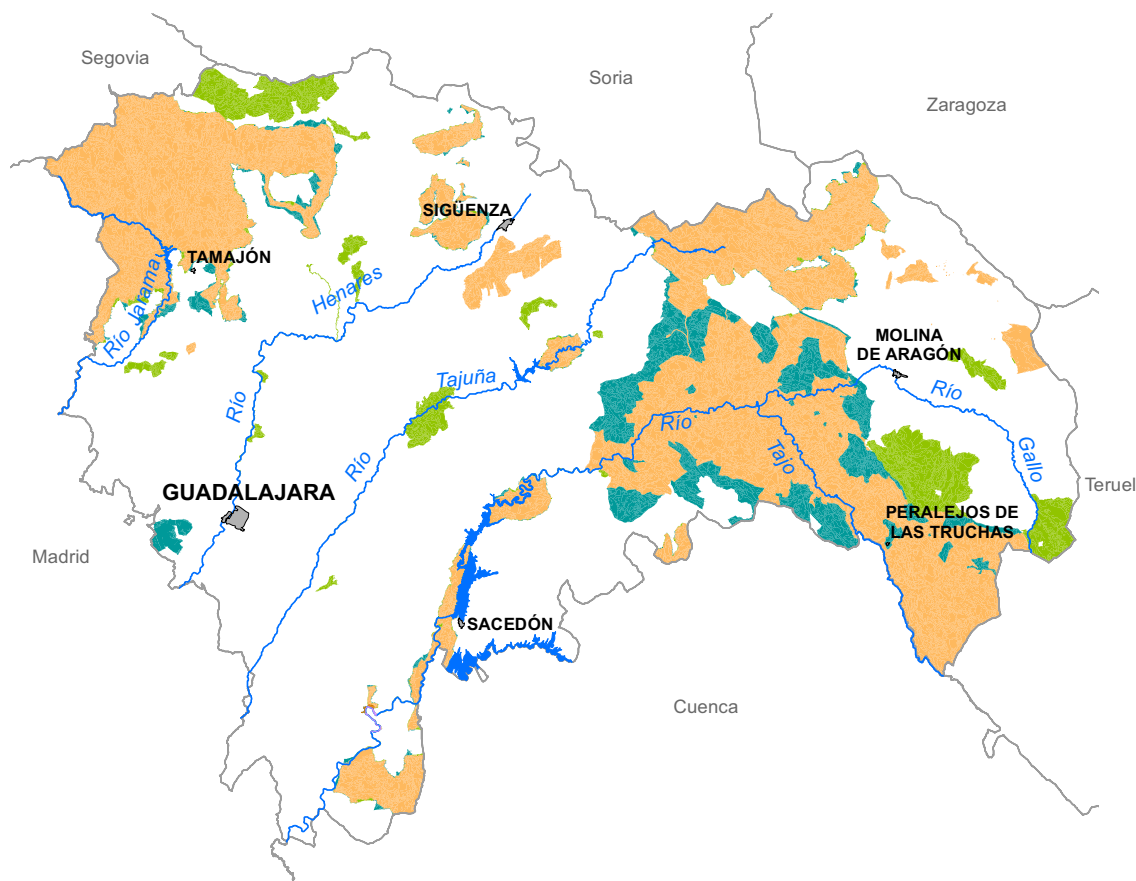 Segovia
Soria
Zaragoza
SIGÜENZA
TAMAJÓN
Henares
Río Jarama
MOLINA
DE ARAGÓN
Tajuña
Río
Río
Río
Río
Tajo
Gallo
GUADALAJARA
Teruel
PERALEJOS DE
LAS TRUCHAS
Madrid
SACEDÓN
Cuenca